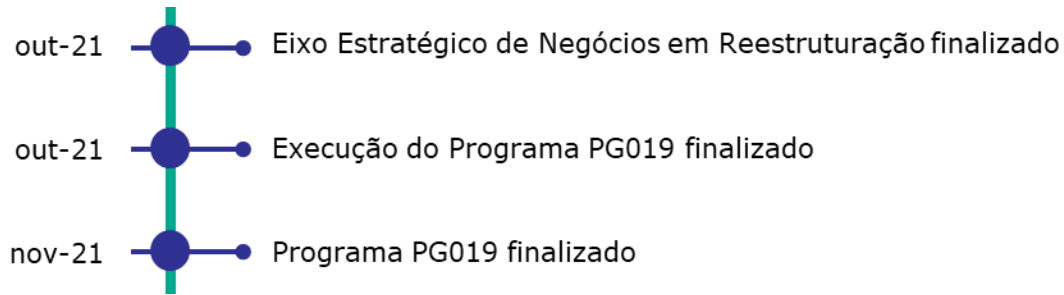 out-21 Eixo Estratégico de Negócios em Reestruturação finalizado
out-21 Execução do Programa PG019 finalizado
nov-21 Programa PG019 finalizado